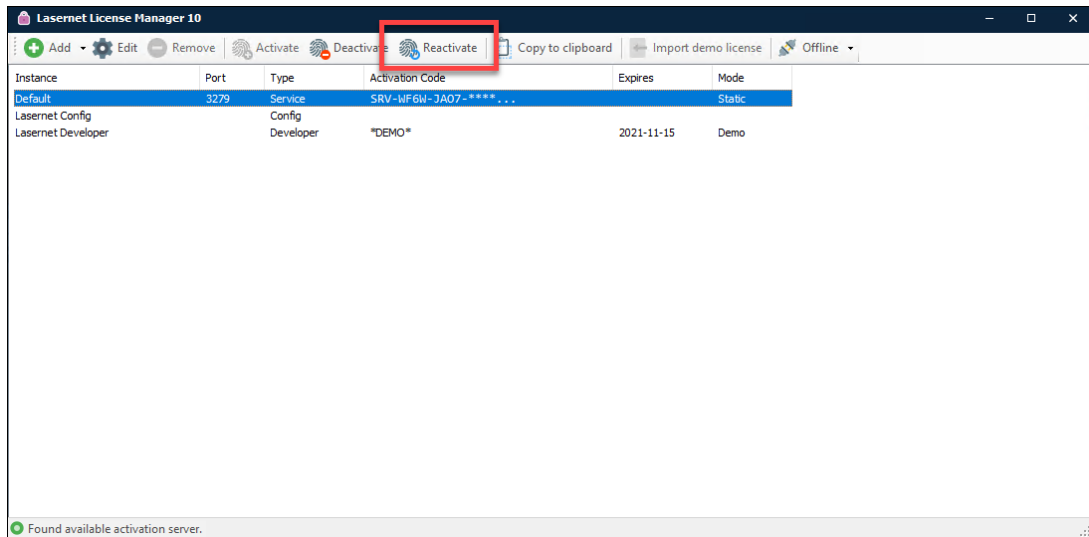 Lasernet License Manager 10
Add Edit Remove Activate Deactivate Reactivate Copy to clipboard Import demo license Offline
Instance Port Type Activation Code Expires Mode
Default 3279 Service SRV-WF6W-JAO7-****... Static
Lasernet Config Config
Lasernet Developer Developer *DEMO* 2021-11-15 Demo
Found available activation server.